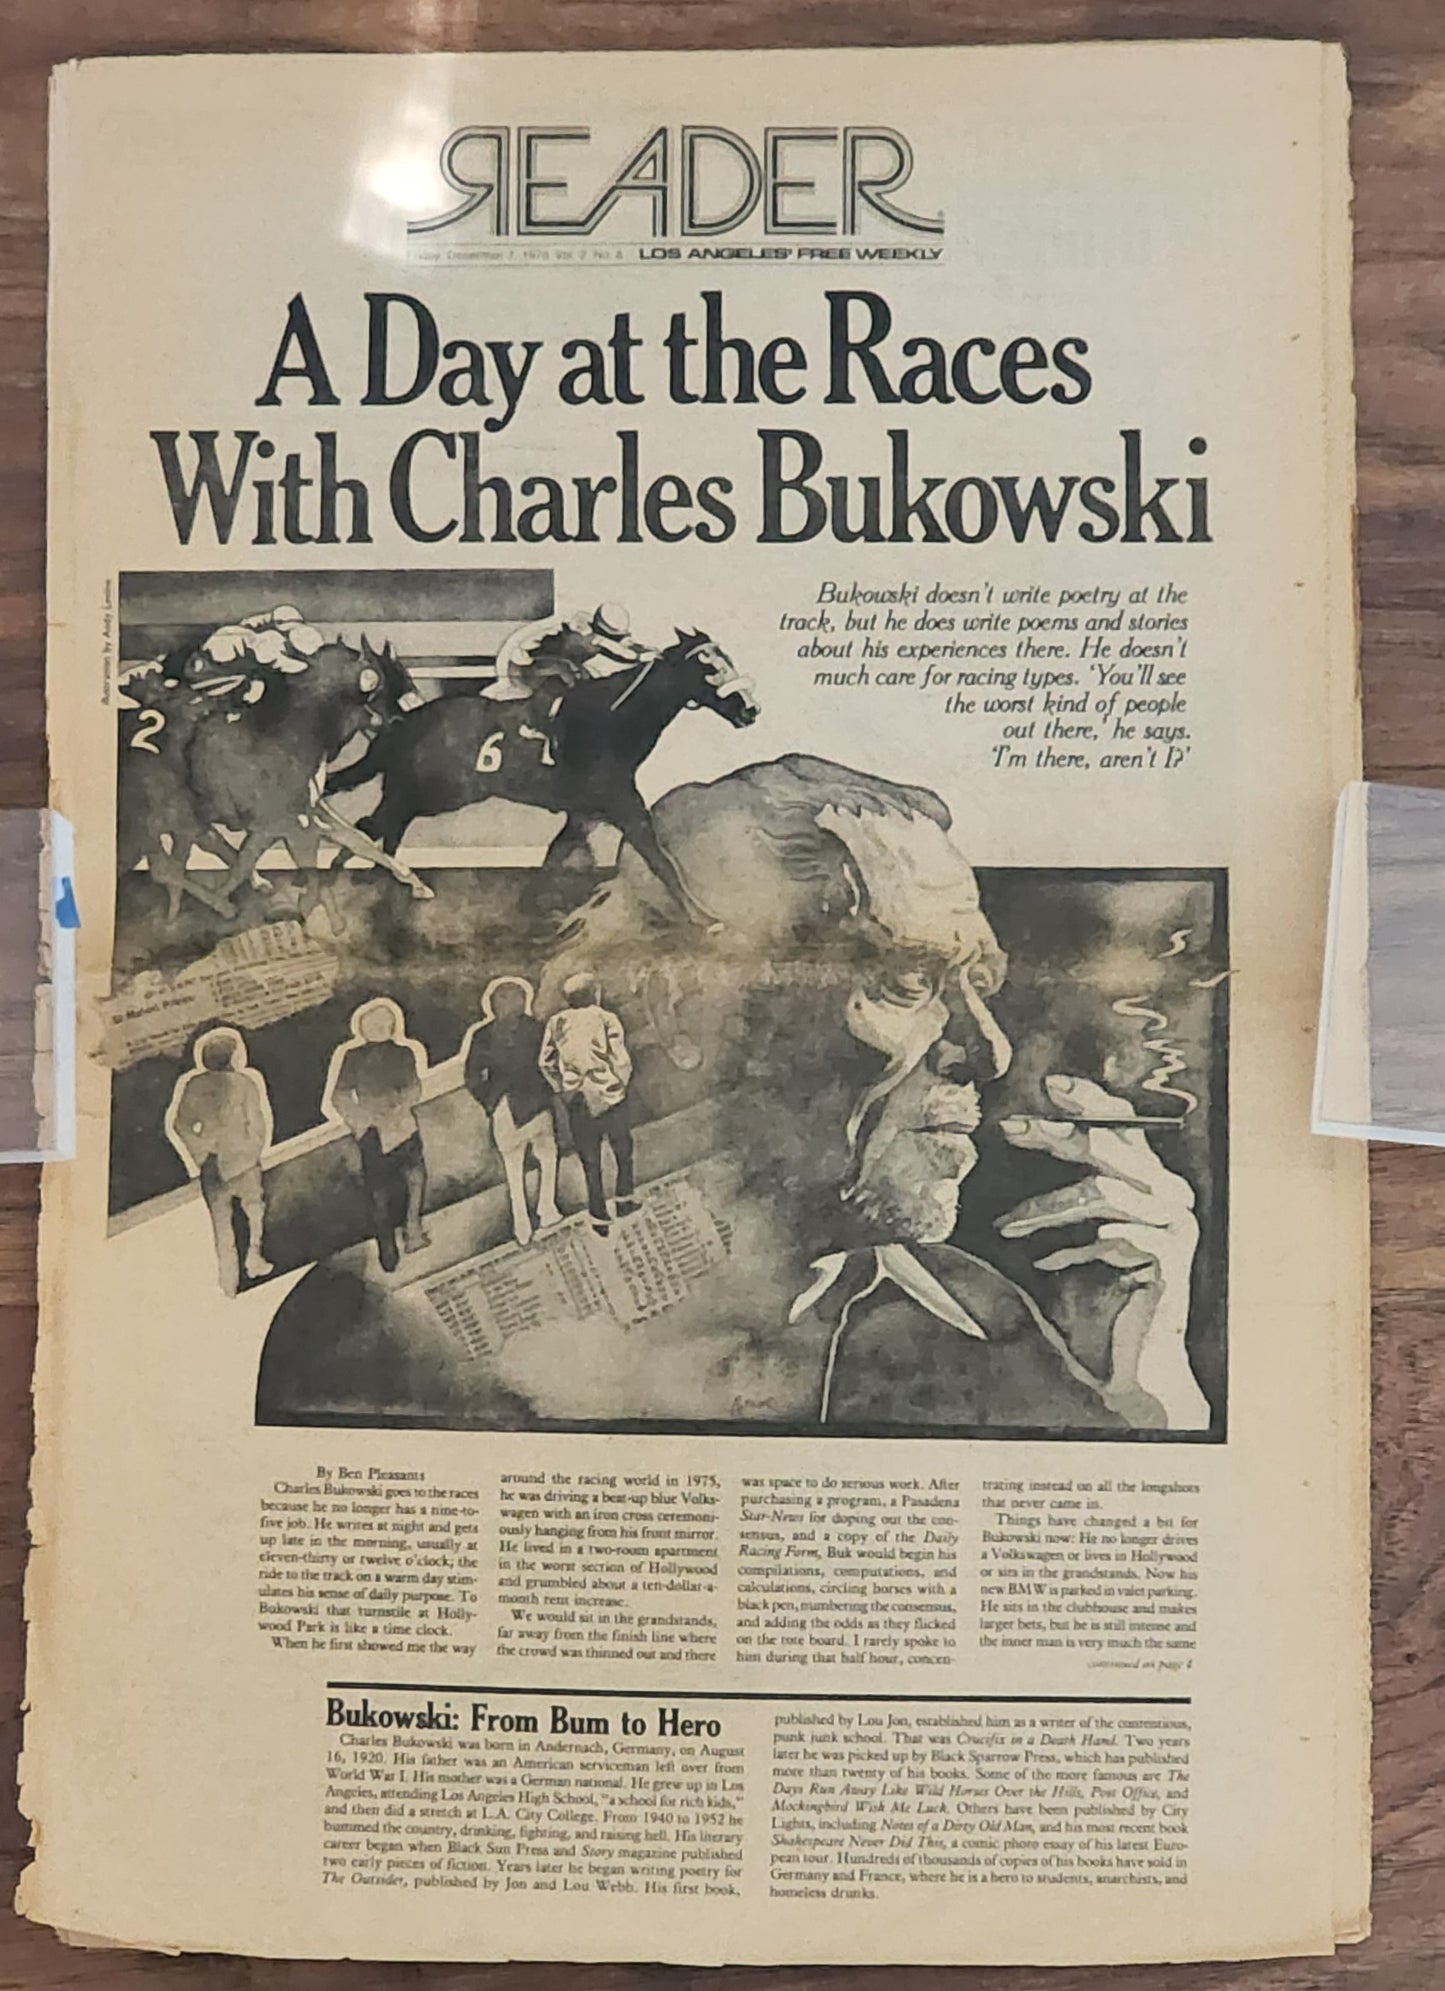 READER
Friday, December 7, 1979 Vol. 2 No. 8 LOS ANGELES' FREE WEEKLY
A Day at the Races
With Charles Bukowski
Bukowski doesn't write poetry at the
track, but he does write poems and stories
about his experiences there. He doesn't
much care for racing types. 'You'll see
the worst kind of people
out there,' he says.
'I'm there, aren't I?'
by Andy
2
6
By Ben Pleasants
Charles Bukowski goes to the races
because he no longer has a nine-to-
five job. He writes at night and gets
up late in the morning, usually at
eleven-thirty or twelve o'clock; the
ride to the track on a warm day stim-
ulates his sense of daily purpose. To
Bukowski that turnstile at Holly-
wood Park is like a time clock.
When he first showed me the way
around the racing world in 1975,
he was driving a beat-up blue Volks-
wagen with an iron cross ceremoni-
ously hanging from his front mirror.
He lived in a two-room apartment
in the worst section of Hollywood
and grumbled about a ten-dollar-a-
month rent increase.
We would sit in the grandstands,
far away from the finish line where
the crowd was thinned out and there
was space to do serious work. After
purchasing a program, a Pasadena
Star-News for doping out the con-
sensus, and a copy of the Daily
Racing Form, Buk would begin his
compilations, computations, and
calculations, circling horses with a
black pen, numbering the consensus,
and adding the odds as they flicked
on the tote board. I rarely spoke to
him during that half hour, concen-
trating instead on all the longshots
that never came in.
Things have changed a bit for
Bukowski now: He no longer drives
a Volkswagen or lives in Hollywood
or sits in the grandstands. Now his
new BMW is parked in valet parking.
He sits in the clubhouse and makes
larger bets, but he is still intense and
the inner man is very much the same
continued on page 4
Bukowski: From Bum to Hero
Charles Bukowski was born in Andernach, Germany, on August
16, 1920. His father was an American serviceman left over from
World War I. His mother was a German national. He grew up in Los
Angeles, attending Los Angeles High School, "a school for rich kids,"
and then did a stretch at L.A. City College. From 1940 to 1952 he
bummed the country, drinking, fighting, and raising hell. His literary
career began when Black Sun Press and Story magazine published
two early pieces of fiction. Years later he began writing poetry for
The Outsider, published by Jon and Lou Webb. His first book,
published by Lou Jon, established him as a writer of the contentious,
punk junk school. That was Crucifix in a Death Hand. Two years
later he was picked up by Black Sparrow Press, which has published
more than twenty of his books. Some of the more famous are The
Days Run Away Like Wild Horses Over the Hills, Post Office, and
Mockingbird Wish Me Luck. Others have been published by City
Lights, including Notes of a Dirty Old Man, and his most recent book
Shakespeare Never Did This, a comic photo essay of his latest Euro-
pean tour. Hundreds of thousands of copies of his books have sold in
Germany and France, where he is a hero to students, anarchists, and
homeless drunks.